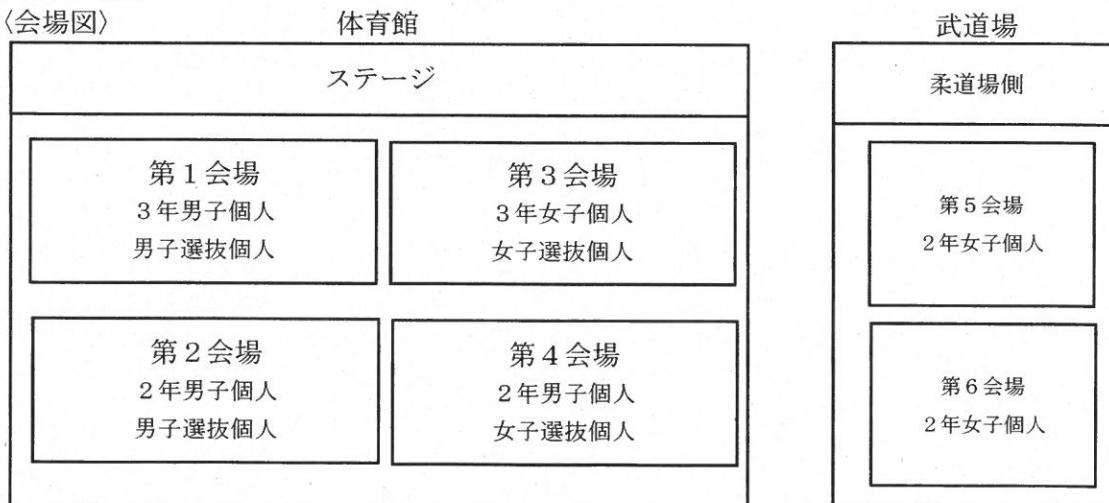 〈会場図〉
体育館
ステージ
第1会場
3年男子個人
男子選抜個人
第3会場
3年女子個人
女子選抜個人
第2会場
2年男子個人
男子選抜個人
第4会場
2年男子個人
女子選抜個人
武道場
柔道場側
第5会場
2年女子個人
第6会場
2年女子個人